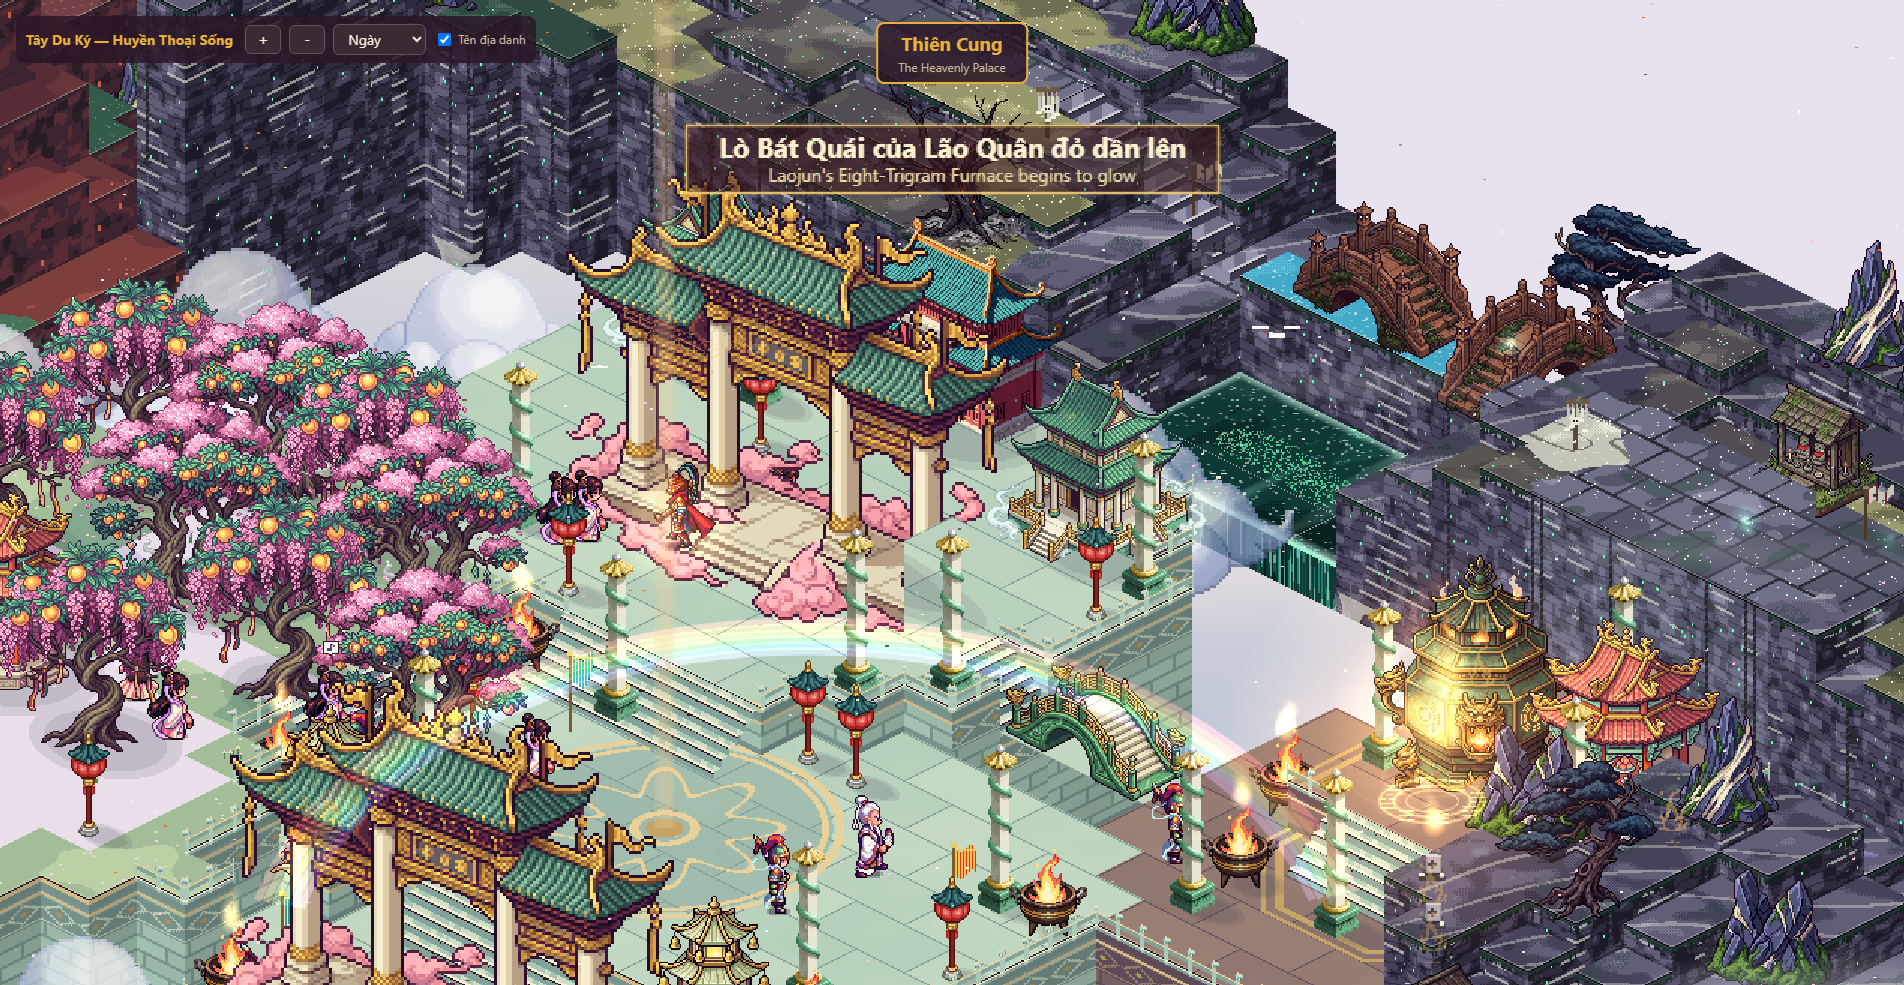 Tây Du Ký — Huyền Thoại Sống
+
-
Ngày
Tên địa danh
Thiên Cung
The Heavenly Palace
Lò Bát Quái của Lão Quân đỏ dần lên
Laojun's Eight-Trigram Furnace begins to glow